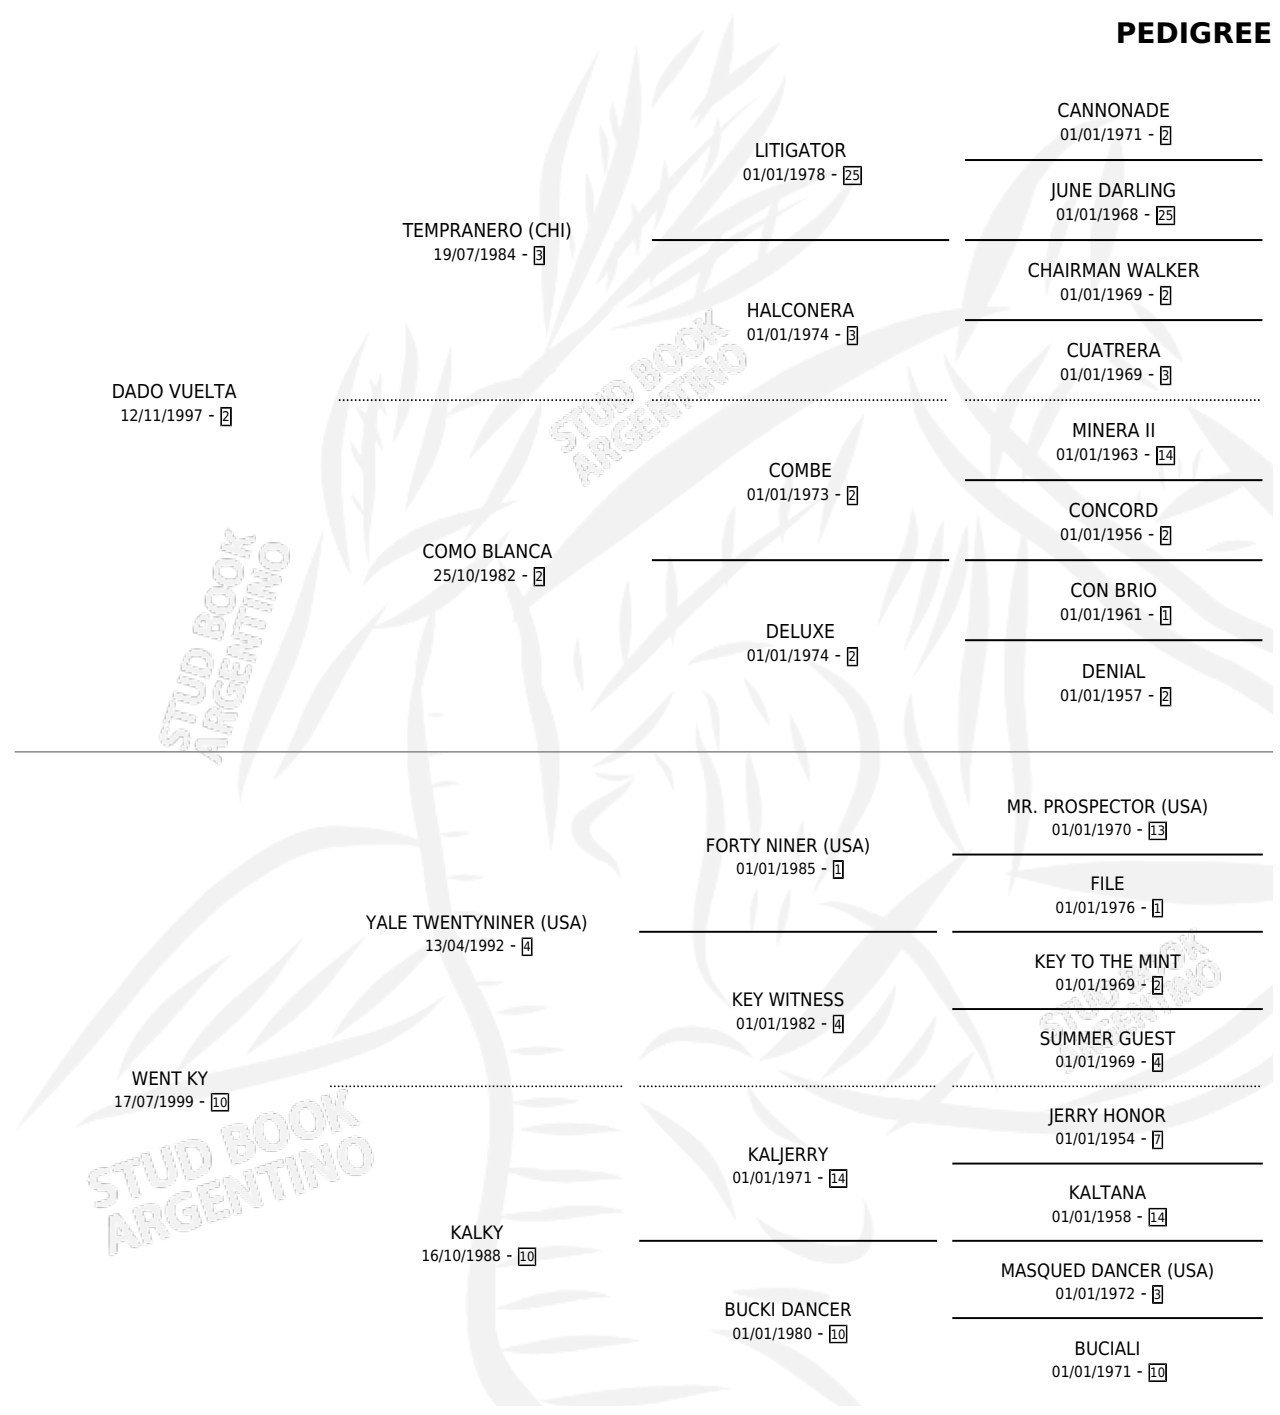 PEDIGREE
CANNONADE
01/01/1971 - 2
LITIGATOR
01/01/1978 - 25
JUNE DARLING
01/01/1968 - 25
TEMPRANERO (CHI)
19/07/1984 - 3
CHAIRMAN WALKER
01/01/1969 - 2
HALCONERA
01/01/1974 - 3
CUATRERA
01/01/1969 - 3
DADO VUELTA
12/11/1997 - 2
MINERA II
01/01/1963 - 14
COMBE
01/01/1973 - 2
CONCORD
01/01/1956 - 2
COMO BLANCA
25/10/1982 - 2
CON BRIO
01/01/1961 - 1
DELUXE
01/01/1974 - 2
DENIAL
01/01/1957 - 2
MR. PROSPECTOR (USA)
01/01/1970 - 13
FORTY NINER (USA)
01/01/1985 - 1
FILE
01/01/1976 - 1
YALE TWENTYNINER (USA)
13/04/1992 - 4
KEY TO THE MINT
01/01/1969 - 2
KEY WITNESS
01/01/1982 - 4
SUMMER GUEST
01/01/1969 - 4
WENT KY
17/07/1999 - 10
JERRY HONOR
01/01/1954 - 7
KALJERRY
01/01/1971 - 14
KALTANA
01/01/1958 - 14
KALKY
16/10/1988 - 10
MASQUED DANCER (USA)
01/01/1972 - 3
BUCKI DANCER
01/01/1980 - 10
BUCIALI
01/01/1971 - 10
STUD BOOK
ARGENTINO
STUD BOOK
ARGENTINO
STUD BOOK
ARGENTINO
STUD BOOK
ARGENTINO